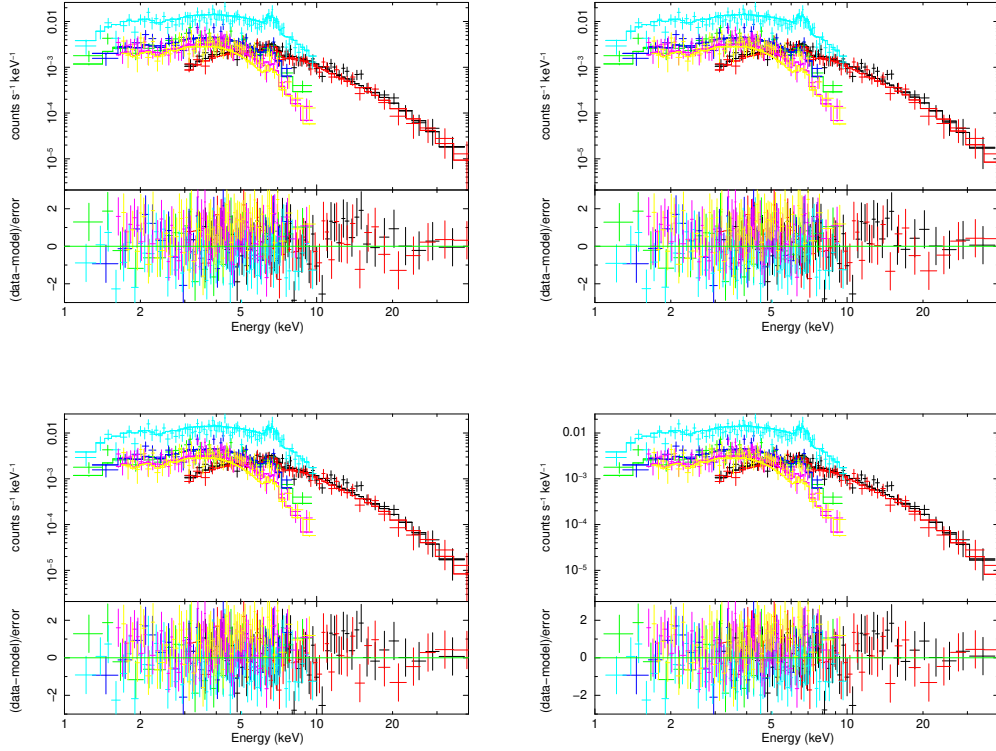 0.01
10⁻³
10⁻⁴
10⁻⁵
counts s⁻¹ keV⁻¹
2
0
−2
(data−model)/error
1 2 5 10 20
Energy (keV)
0.01
10⁻³
10⁻⁴
10⁻⁵
counts s⁻¹ keV⁻¹
2
0
−2
(data−model)/error
1 2 5 10 20
Energy (keV)
0.01
10⁻³
10⁻⁴
10⁻⁵
counts s⁻¹ keV⁻¹
2
0
−2
(data−model)/error
1 2 5 10 20
Energy (keV)
0.01
10⁻³
10⁻⁴
10⁻⁵
counts s⁻¹ keV⁻¹
2
0
−2
(data−model)/error
1 2 5 10 20
Energy (keV)